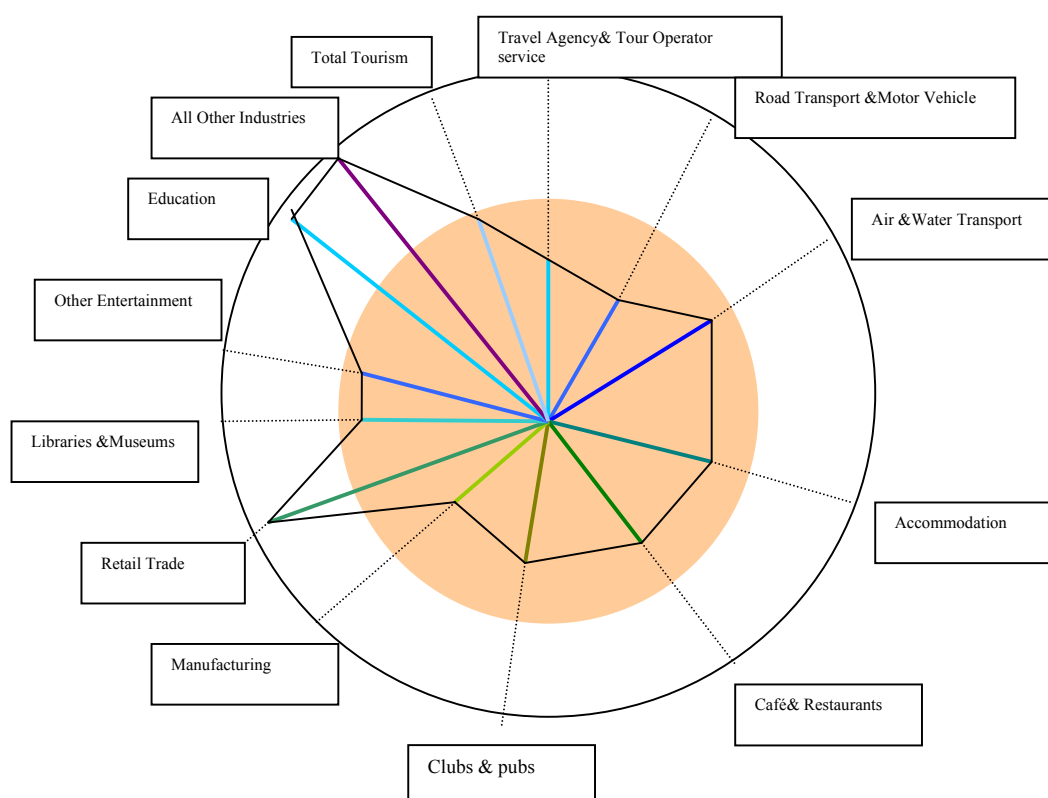 Travel Agency& Tour Operator
service
Total Tourism
Road Transport &Motor Vehicle
All Other Industries
Education
Air &Water Transport
Other Entertainment
Libraries &Museums
Accommodation
Retail Trade
Manufacturing
Café& Restaurants
Clubs & pubs